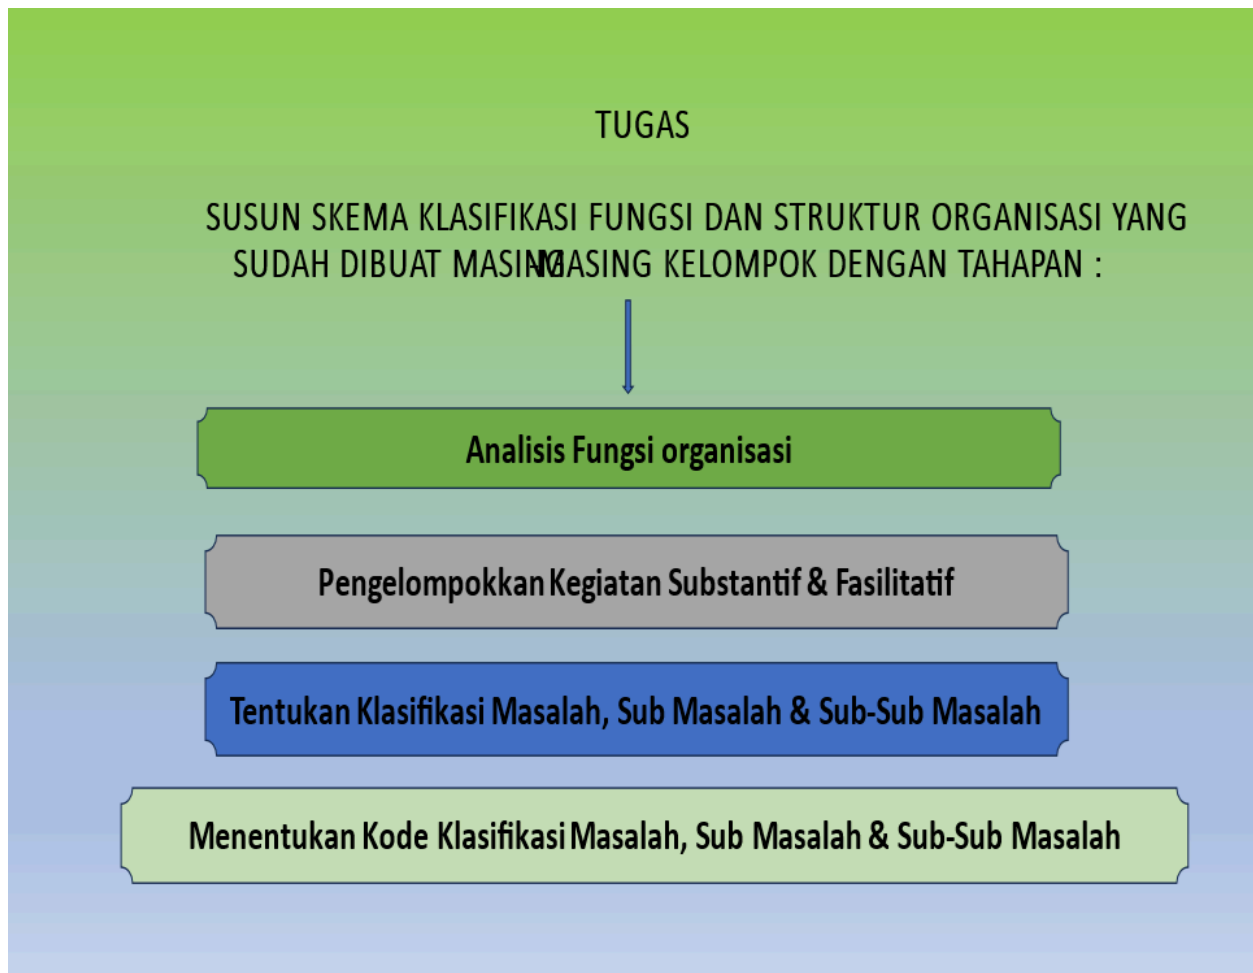 TUGAS
SUSUN SKEMA KLASIFIKASI FUNGSI DAN STRUKTUR ORGANISASI YANG
SUDAH DIBUAT MASING-MASING KELOMPOK DENGAN TAHAPAN :
Analisis Fungsi organisasi
Pengelompokkan Kegiatan Substantif & Fasilitatif
Tentukan Klasifikasi Masalah, Sub Masalah & Sub-Sub Masalah
Menentukan Kode Klasifikasi Masalah, Sub Masalah & Sub-Sub Masalah